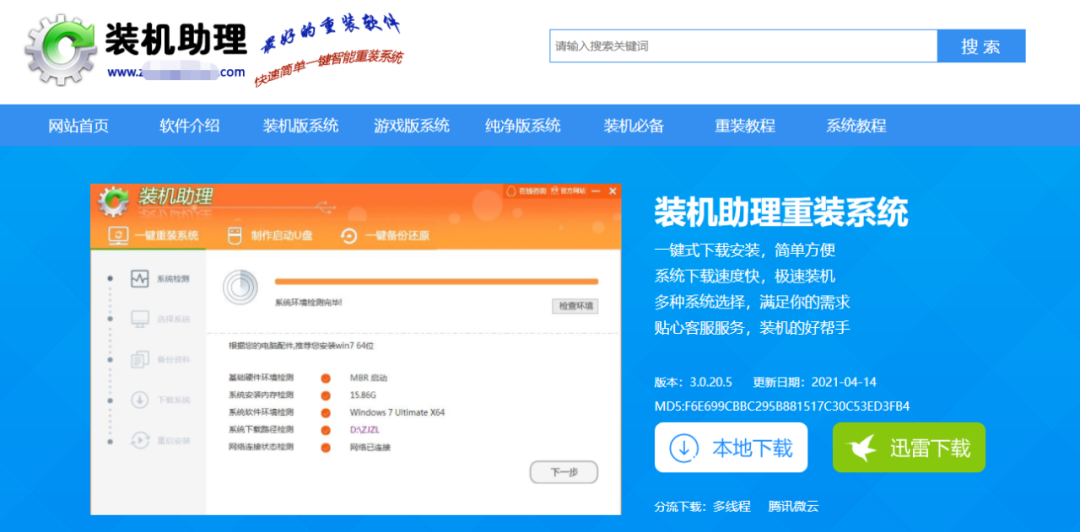 装机助理
最好的重装软件
www.z
.com
快速简单一键智能重装系统
请输入搜索关键词
搜 索
网站首页 软件介绍 装机版系统 游戏版系统 纯净版系统 装机必备 重装教程 系统教程
装机助理
在线咨询 官方网站
一键重装系统 制作启动U盘 一键备份还原
系统检测
选择系统
备份资料
下载系统
重启安装
系统环境检测完毕!
检查环境
根据您的电脑配件,推荐您安装win7 64位
基础硬件环境检测 MBR 启动
系统安装内存检测 15.86G
系统软件环境检测 Windows 7 Ultimate X64
系统下载路径检测 D:\ZJZL
网络连接状态检测 网络已连接
下一步
装机助理重装系统
一键式下载安装，简单方便
系统下载速度快，极速装机
多种系统选择，满足你的需求
贴心客服服务，装机的好帮手
版本：3.0.20.5 更新日期：2021-04-14
MD5:F6E699CBBC295B881517C30C53ED3FB4
本地下载 迅雷下载
分流下载：多线程 腾讯微云